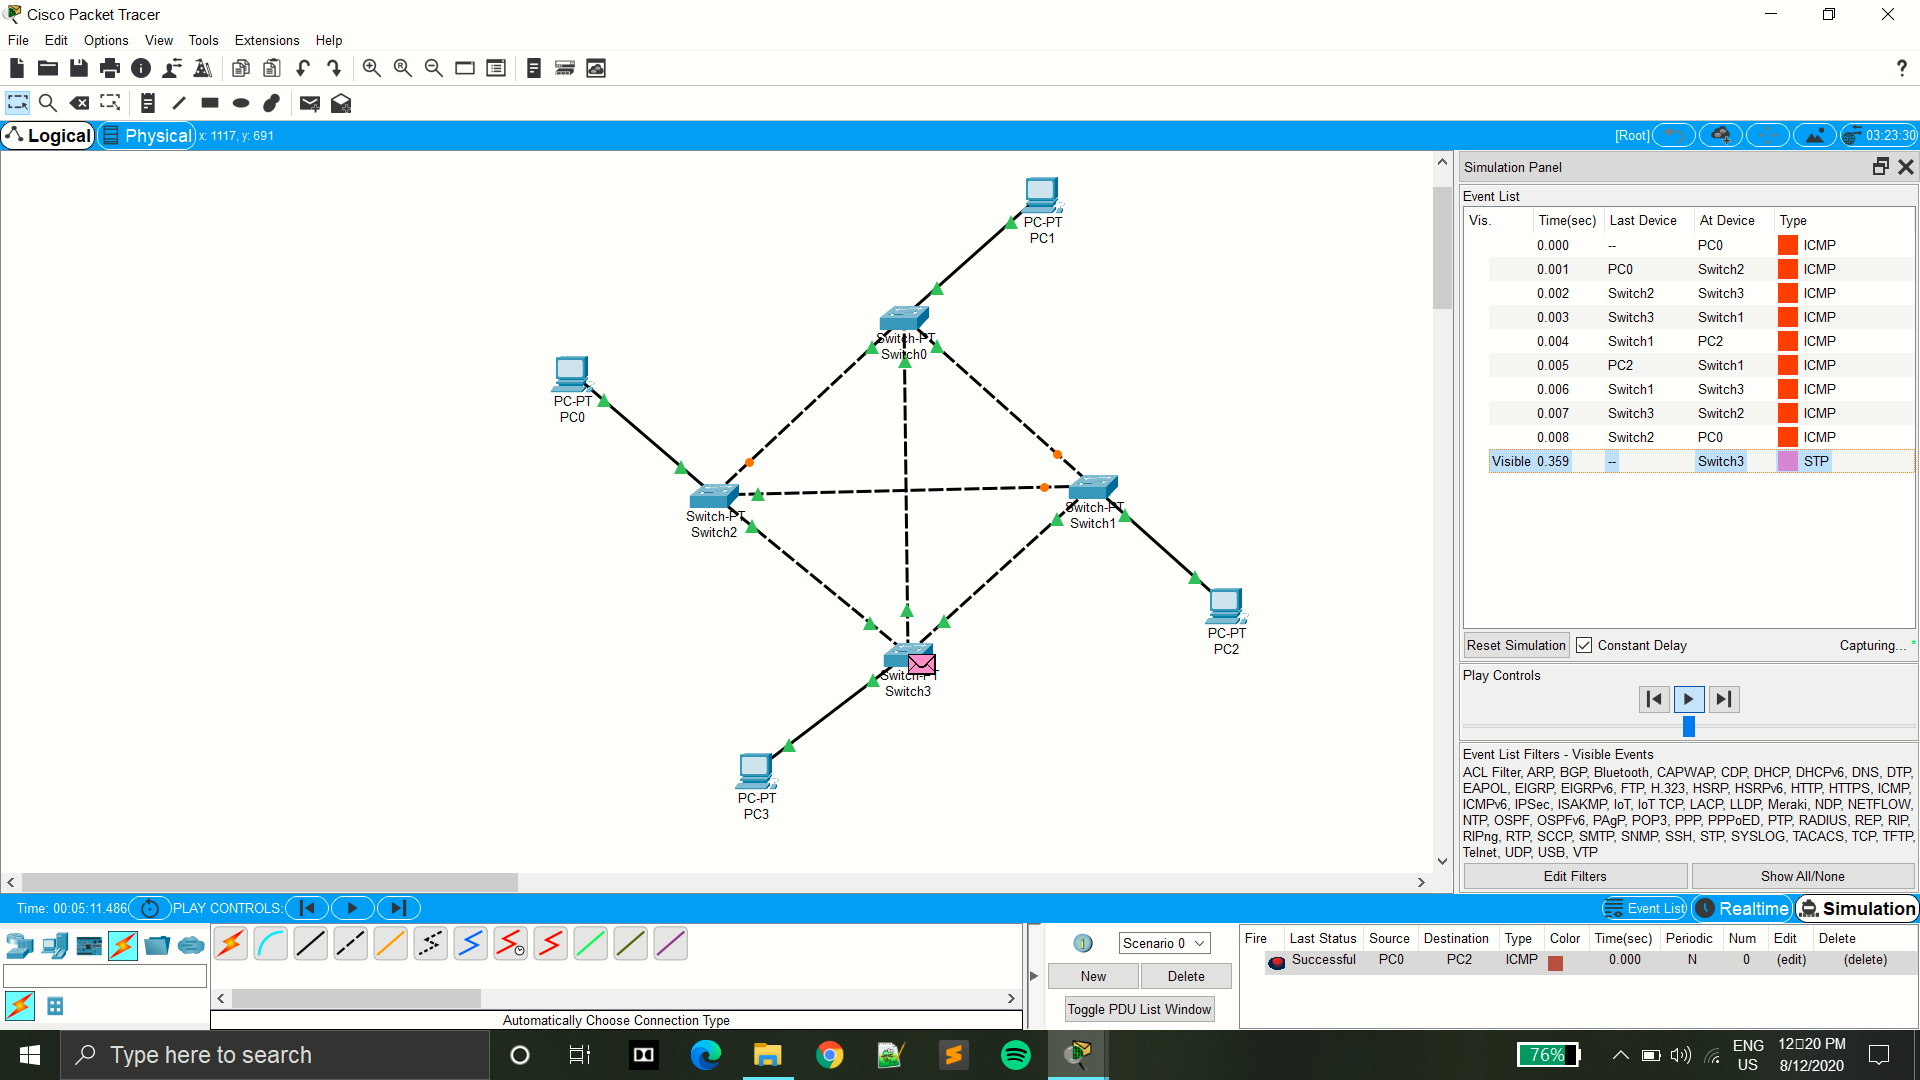 Cisco Packet Tracer
File Edit Options View Tools Extensions Help
Logical Physical x: 1117, y: 691 [Root] 03:23:30
PC-PT
PC1
Switch-PT
Switch0
PC-PT
PC0
Switch-PT
Switch2
Switch-PT
Switch1
PC-PT
PC2
Switch-PT
Switch3
PC-PT
PC3
Simulation Panel
Event List
Vis. Time(sec) Last Device At Device Type
0.000 -- PC0 ICMP
0.001 PC0 Switch2 ICMP
0.002 Switch2 Switch3 ICMP
0.003 Switch3 Switch1 ICMP
0.004 Switch1 PC2 ICMP
0.005 PC2 Switch1 ICMP
0.006 Switch1 Switch3 ICMP
0.007 Switch3 Switch2 ICMP
0.008 Switch2 PC0 ICMP
Visible 0.359 -- Switch3 STP
Reset Simulation Constant Delay Capturing... *
Play Controls
Event List Filters - Visible Events
ACL Filter, ARP, BGP, Bluetooth, CAPWAP, CDP, DHCP, DHCPv6, DNS, DTP,
EAPOL, EIGRP, EIGRPv6, FTP, H.323, HSRP, HSRPv6, HTTP, HTTPS, ICMP,
ICMPv6, IPSec, ISAKMP, IoT, IoT TCP, LACP, LLDP, Meraki, NDP, NETFLOW,
NTP, OSPF, OSPFv6, PAgP, POP3, PPP, PPPoED, PTP, RADIUS, REP, RIP,
RIPng, RTP, SCCP, SMTP, SNMP, SSH, STP, SYSLOG, TACACS, TCP, TFTP,
Telnet, UDP, USB, VTP
Edit Filters Show All/None
Time: 00:05:11.486 PLAY CONTROLS: Event List Realtime Simulation
Automatically Choose Connection Type
Scenario 0
New Delete
Toggle PDU List Window
Fire Last Status Source Destination Type Color Time(sec) Periodic Num Edit Delete
Successful PC0 PC2 ICMP 0.000 N 0 (edit) (delete)
Type here to search
76%
ENG
US
12▯20 PM
8/12/2020